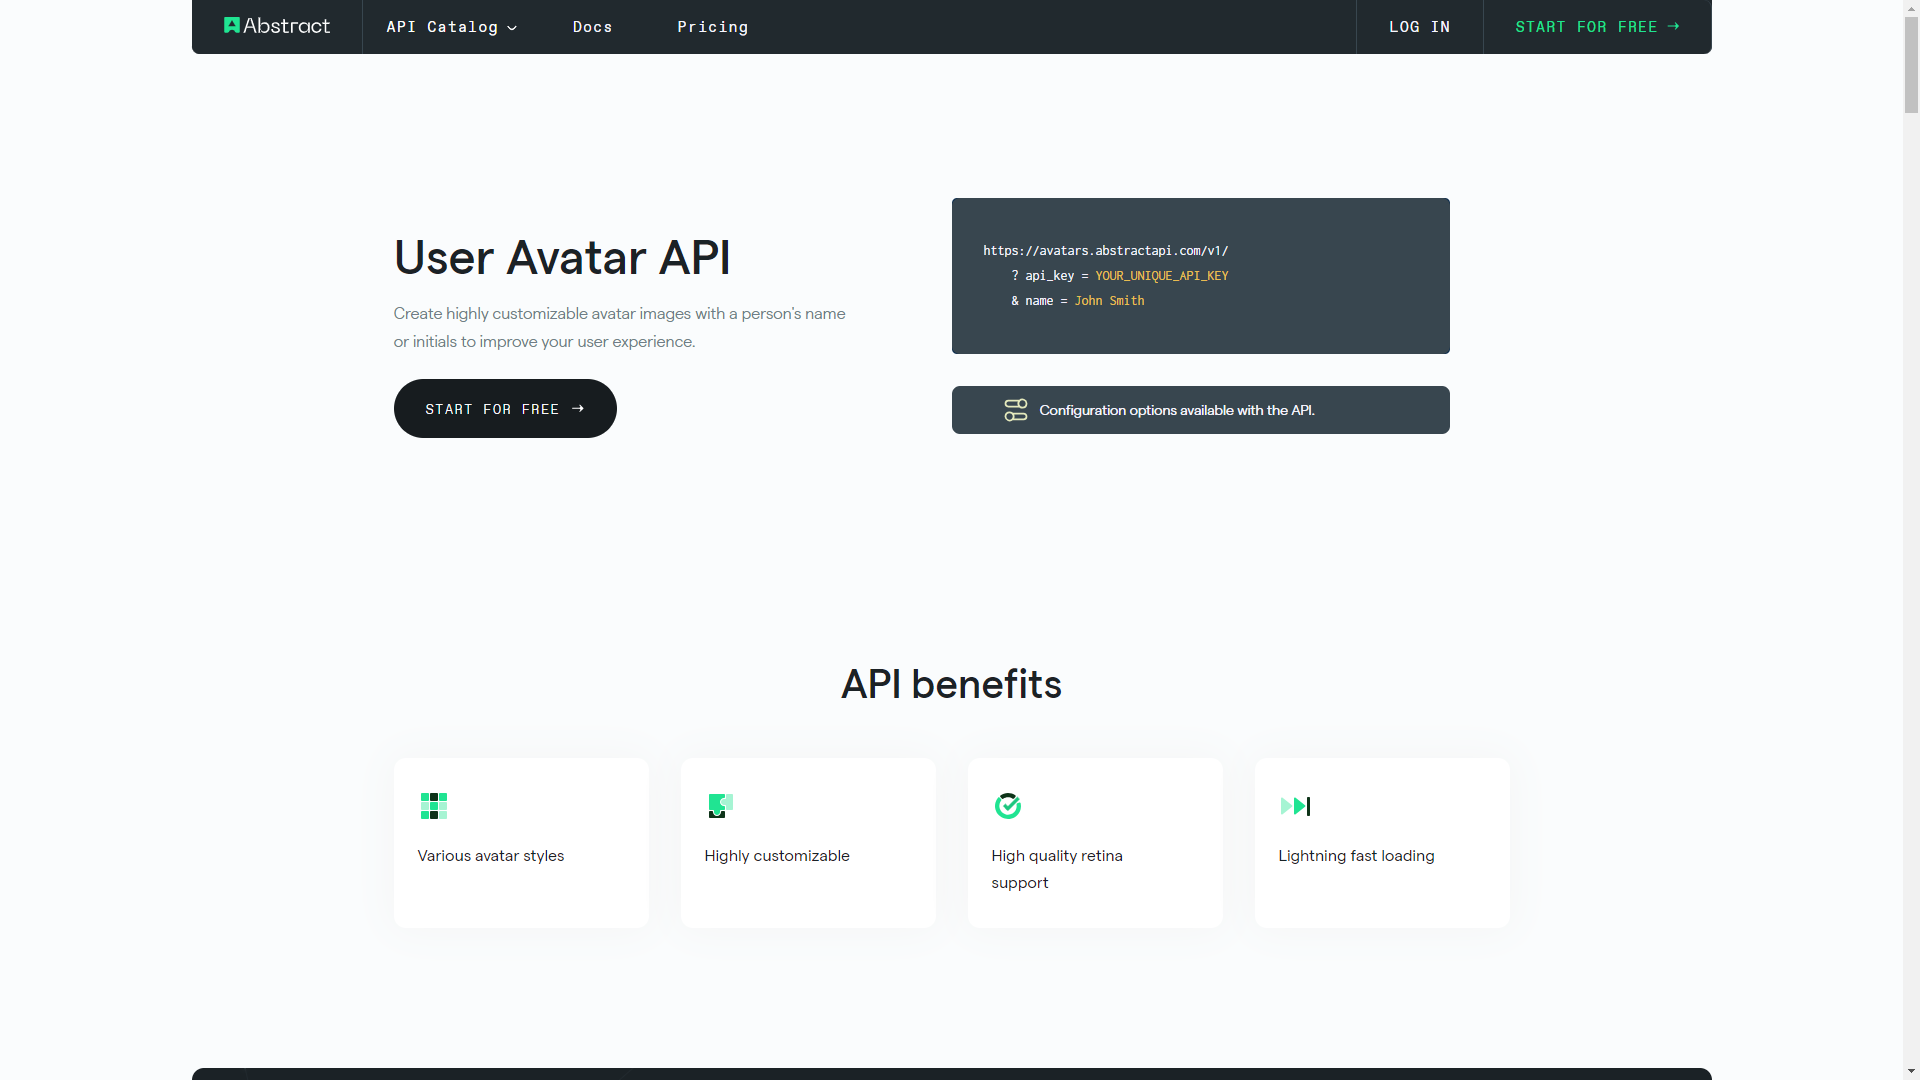 Abstract
API Catalog
Docs
Pricing
LOG IN
START FOR FREE →
User Avatar API
Create highly customizable avatar images with a person's name
or initials to improve your user experience.
START FOR FREE →
https://avatars.abstractapi.com/v1/
? api_key = YOUR_UNIQUE_API_KEY
& name = John Smith
Configuration options available with the API.
API benefits
Various avatar styles
Highly customizable
High quality retina
support
Lightning fast loading